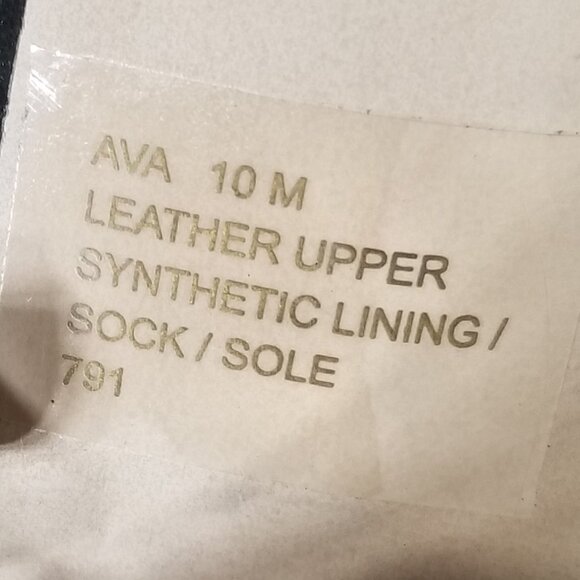 AVA 10 M
LEATHER UPPER
SYNTHETIC LINING /
SOCK / SOLE
791